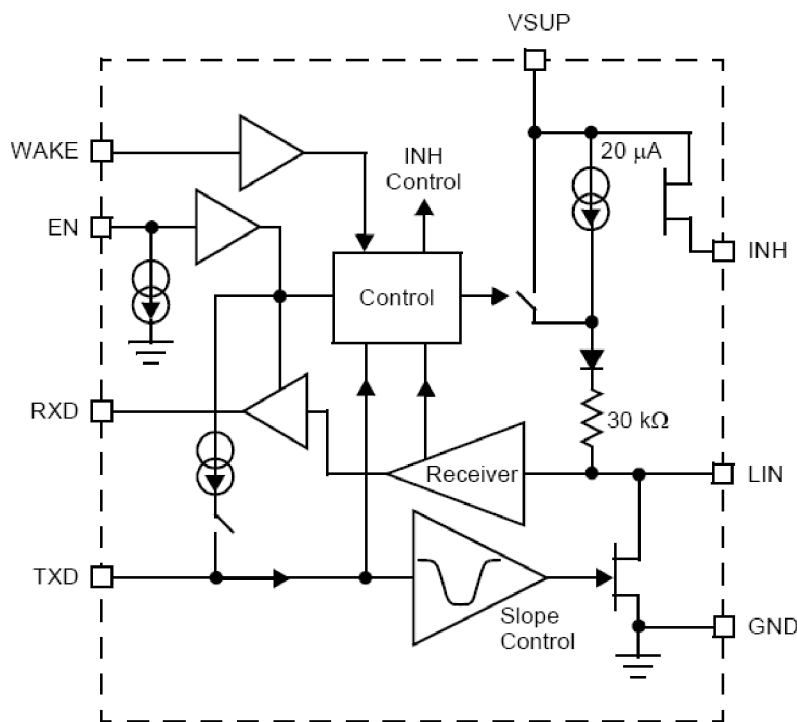 VSUP
WAKE
20 μA
INH
Control
EN
INH
Control
RXD
30 kΩ
Receiver
LIN
TXD
Slope
Control
GND